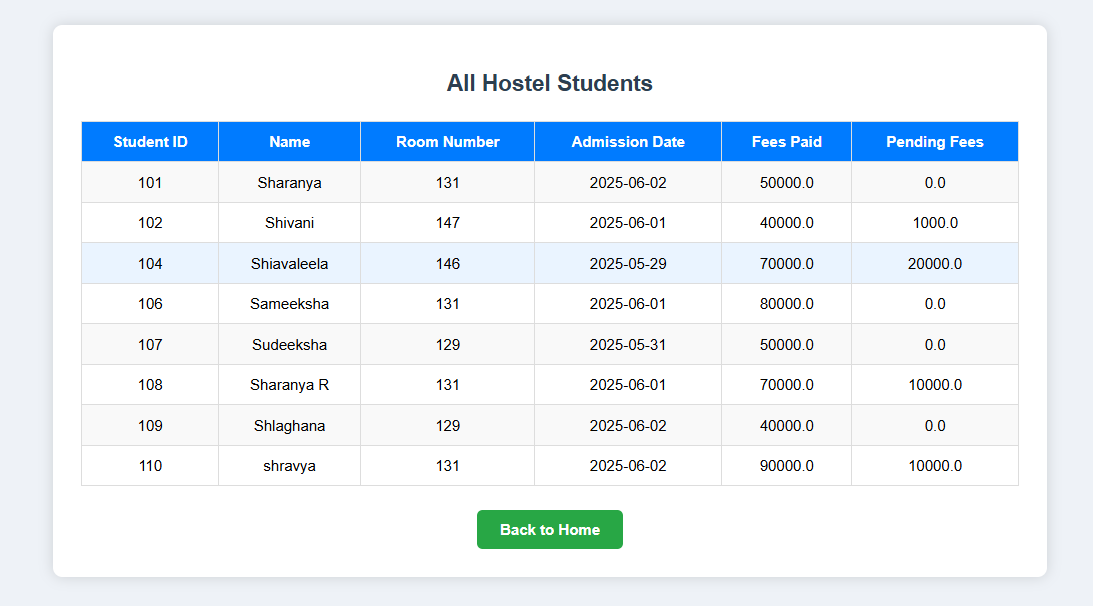 All Hostel Students
Student ID Name Room Number Admission Date Fees Paid Pending Fees
101 Sharanya 131 2025-06-02 50000.0 0.0
102 Shivani 147 2025-06-01 40000.0 1000.0
104 Shiavaleela 146 2025-05-29 70000.0 20000.0
106 Sameeksha 131 2025-06-01 80000.0 0.0
107 Sudeeksha 129 2025-05-31 50000.0 0.0
108 Sharanya R 131 2025-06-01 70000.0 10000.0
109 Shlaghana 129 2025-06-02 40000.0 0.0
110 shravya 131 2025-06-02 90000.0 10000.0
Back to Home